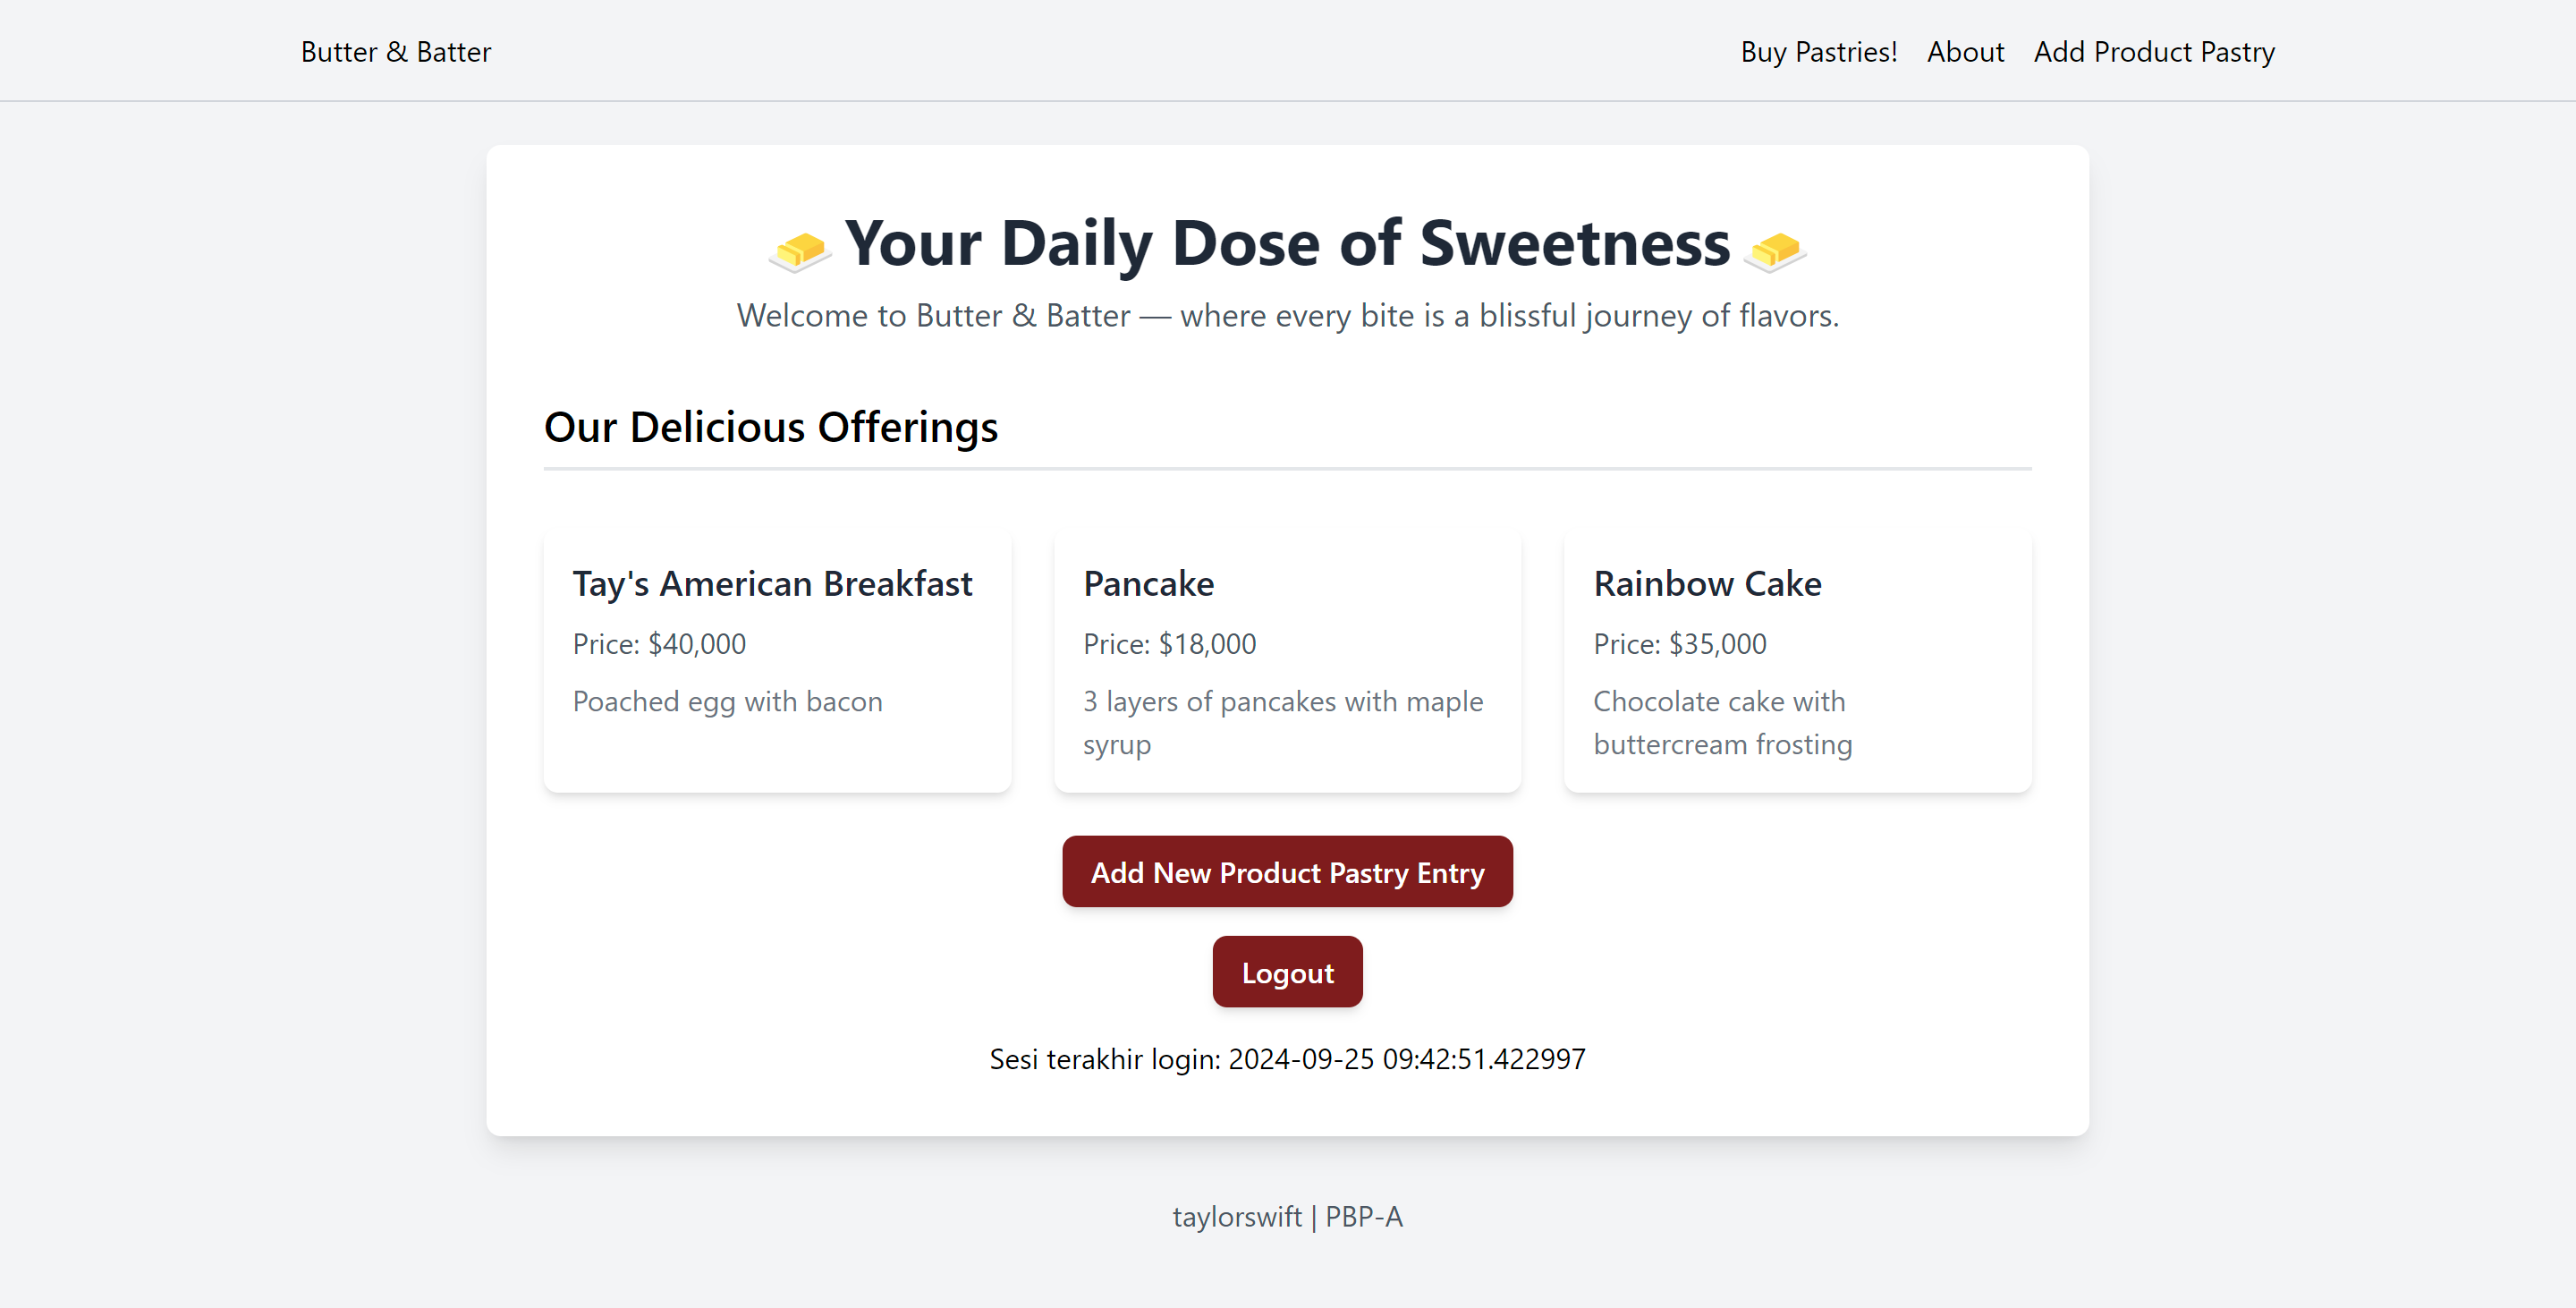 Butter & Batter
Buy Pastries! About Add Product Pastry
Your Daily Dose of Sweetness
Welcome to Butter & Batter — where every bite is a blissful journey of flavors.
Our Delicious Offerings
Tay's American Breakfast
Price: $40,000
Poached egg with bacon
Pancake
Price: $18,000
3 layers of pancakes with maple
syrup
Rainbow Cake
Price: $35,000
Chocolate cake with
buttercream frosting
Add New Product Pastry Entry
Logout
Sesi terakhir login: 2024-09-25 09:42:51.422997
taylorswift | PBP-A